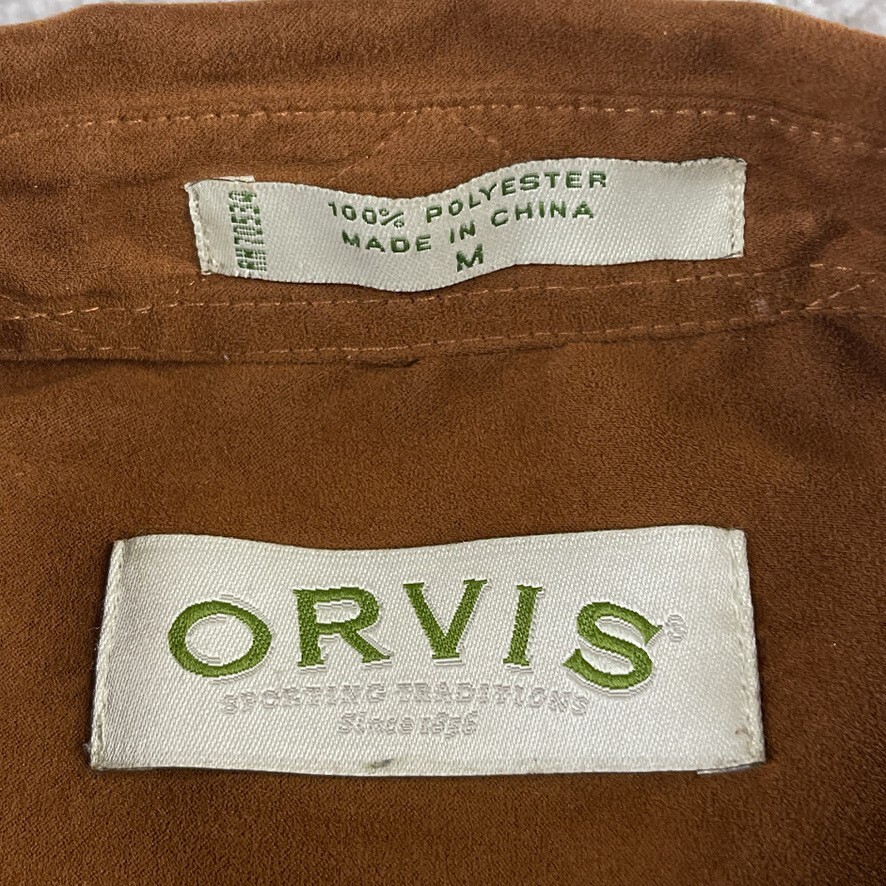 100% POLYESTER
MADE IN CHINA
M
ORVIS®
SPORTING TRADITIONS
Since 1856